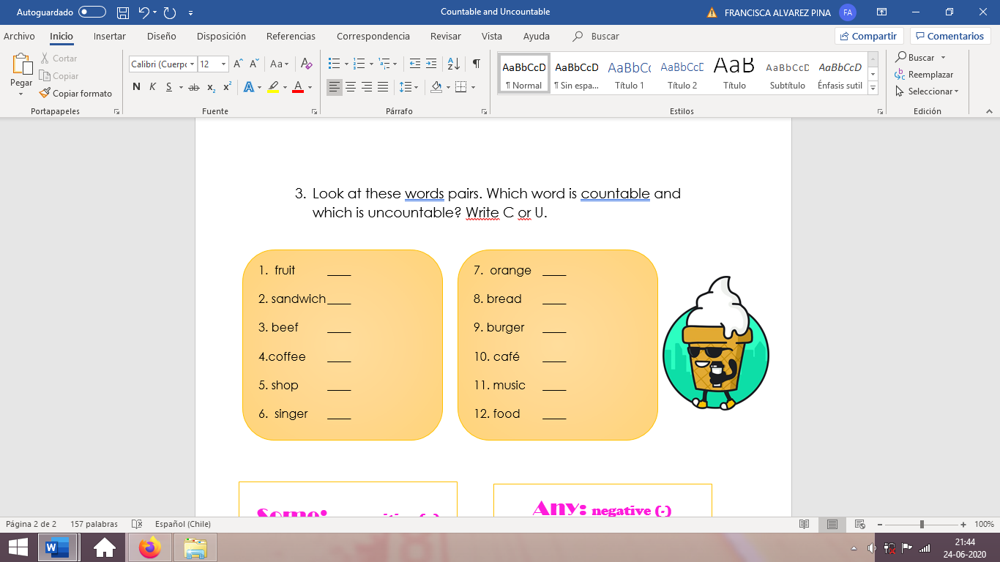 Autoguardado
Countable and Uncountable
FRANCISCA ALVAREZ PINA FA
Archivo Inicio Insertar Diseño Disposición Referencias Correspondencia Revisar Vista Ayuda Buscar Compartir Comentarios
Pegar
Cortar
Copiar
Copiar formato
Portapapeles
Calibri (Cuerpo 12
N K S ab x₂ x²
Fuente
Párrafo
AaBbCcD AaBbCcD AaBbCc AaBbCcD AaB AaBbCcD AaBbCcD
¶ Normal ¶ Sin espa... Título 1 Título 2 Título Subtítulo Énfasis sutil
Estilos
Buscar
Reemplazar
Seleccionar
Edición
3. Look at these words pairs. Which word is countable and
which is uncountable? Write C or U.
1. fruit ____
2. sandwich____
3. beef ____
4.coffee ____
5. shop ____
6. singer ____
7. orange ____
8. bread ____
9. burger ____
10. café ____
11. music ____
12. food ____
Some:
Any: negative (-)
Página 2 de 2 157 palabras Español (Chile) 100%
21:44
24-06-2020